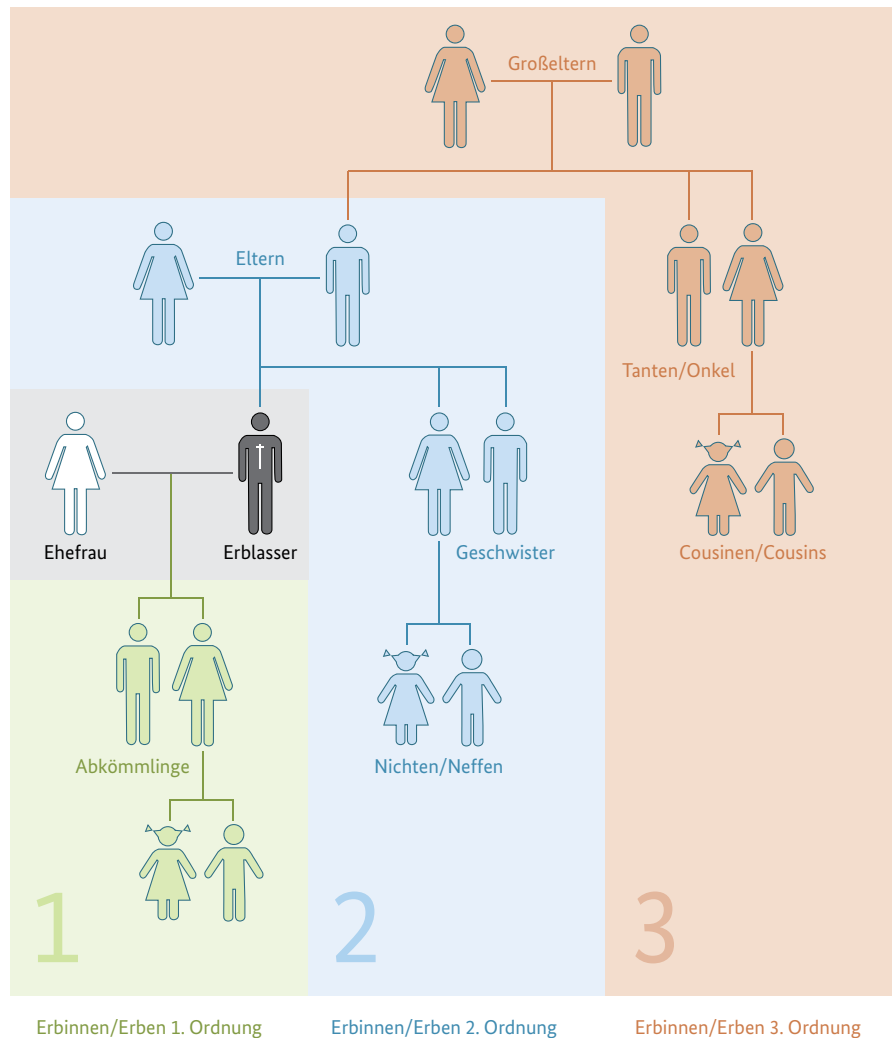 Großeltern
Eltern
Tanten/Onkel
Ehefrau
Erblasser
Geschwister
Cousinen/Cousins
Abkömmlinge
Nichten/Neffen
1
2
3
Erbinnen/Erben 1. Ordnung
Erbinnen/Erben 2. Ordnung
Erbinnen/Erben 3. Ordnung